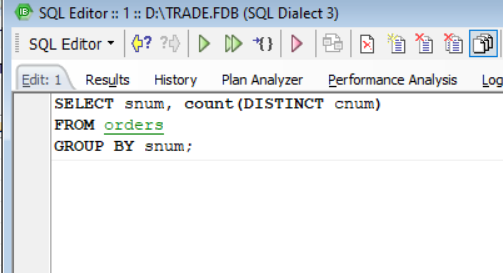 SQL Editor :: 1 :: D:\TRADE.FDB (SQL Dialect 3)
SQL Editor
Edit: 1 Results History Plan Analyzer Performance Analysis Log
SELECT snum, count(DISTINCT cnum)
FROM orders
GROUP BY snum;